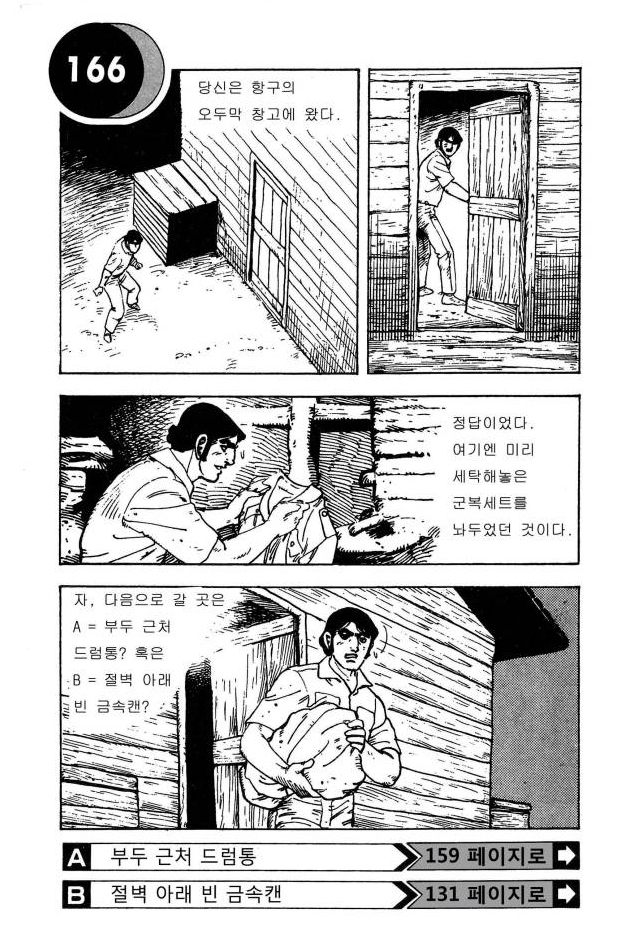 166
당신은 항구의
오두막 창고에 왔다.
정답이었다.
여기엔 미리
세탁해놓은
군복세트를
놔두었던 것이다.
자, 다음으로 갈 곳은
A = 부두 근처
드럼통? 혹은
B = 절벽 아래
빈 금속캔?
A 부두 근처 드럼통 159 페이지로
B 절벽 아래 빈 금속캔 131 페이지로